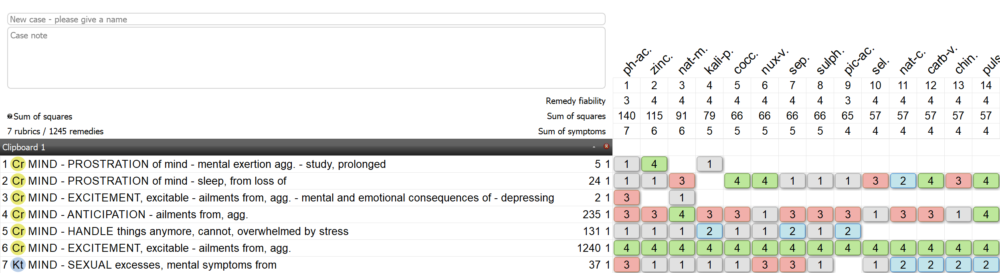 New case - please give a name
Case note
ph-ac. zinc. nat-m. kali-p. cocc. nux-v. sep. sulph. pic-ac. sel. nat-c. carb-v. chin. puls
1 2 3 4 5 6 7 8 9 10 11 12 13 14
Remedy fiability 3 4 4 4 4 4 4 4 3 4 4 4 4 4
Sum of squares Sum of squares 140 115 91 79 66 66 66 66 65 57 57 57 57 57
7 rubrics / 1245 remedies Sum of symptoms 7 6 6 5 5 5 5 5 4 4 4 4 4 4
Clipboard 1
1 Cr MIND - PROSTRATION of mind - mental exertion agg. - study, prolonged 5 1 1 4 1
2 Cr MIND - PROSTRATION of mind - sleep, from loss of 24 1 1 1 3 4 4 1 1 1 3 2 4 3 4
3 Cr MIND - EXCITEMENT, excitable - ailments from, agg. - mental and emotional consequences of - depressing 2 1 3 1
4 Cr MIND - ANTICIPATION - ailments from, agg. 235 1 3 3 4 3 3 1 3 3 3 1 3 3 1 4
5 Cr MIND - HANDLE things anymore, cannot, overwhelmed by stress 131 1 1 1 1 2 1 1 2 1 2
6 Cr MIND - EXCITEMENT, excitable - ailments from, agg. 1240 1 4 4 4 4 4 4 4 4 4 4 4 4 4 4
7 Kt MIND - SEXUAL excesses, mental symptoms from 37 1 3 1 1 1 1 3 3 1 1 2 2 2 2